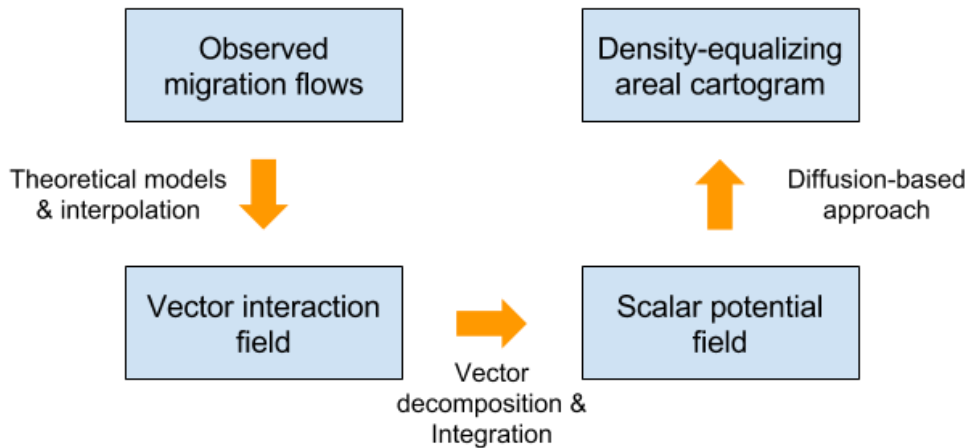 Observed
migration flows
Density-equalizing
areal cartogram
Theoretical models
& interpolation
Diffusion-based
approach
Vector interaction
field
Scalar potential
field
Vector
decomposition &
Integration